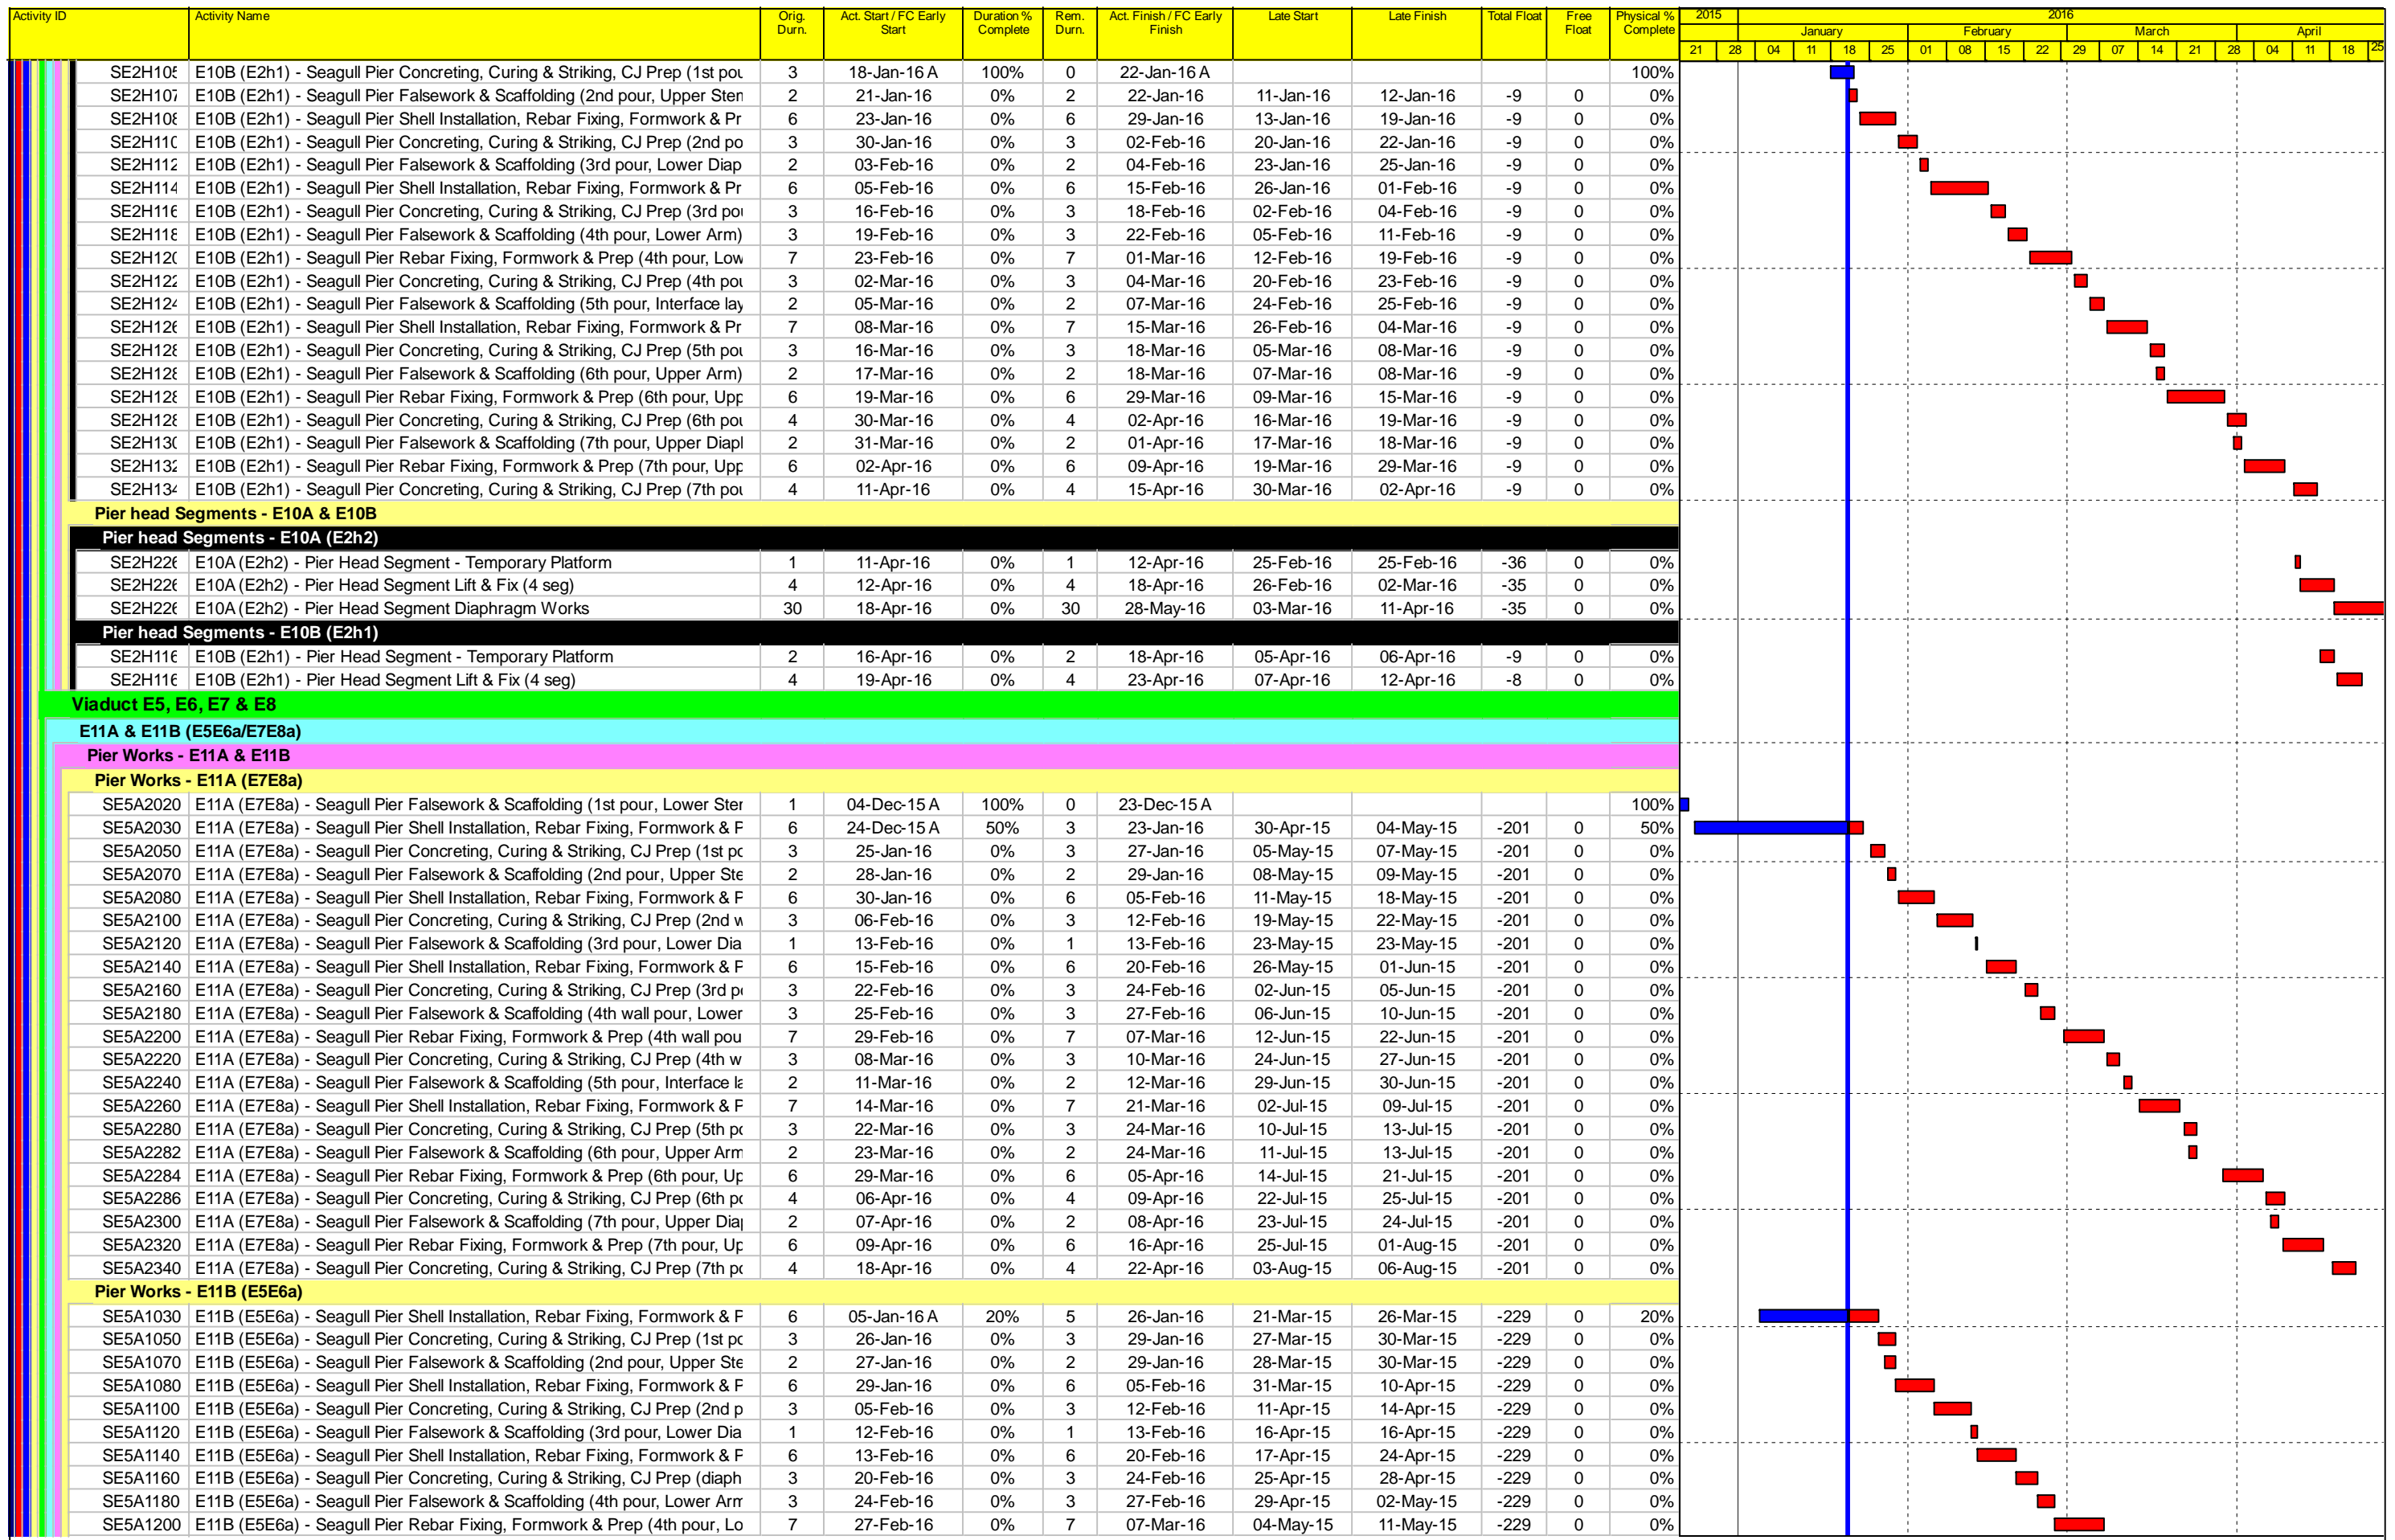 Activity ID Activity Name Orig. Durn. Act. Start / FC Early Start Duration % Complete Rem. Durn. Act. Finish / FC Early Finish Late Start Late Finish Total Float Free Float Physical % Complete 2015 2016
January February March April
21 28 04 11 18 25 01 08 15 22 29 07 14 21 28 04 11 18 25
SE2H105 E10B (E2h1) - Seagull Pier Concreting, Curing & Striking, CJ Prep (1st pou 3 18-Jan-16 A 100% 0 22-Jan-16 A 100%
SE2H107 E10B (E2h1) - Seagull Pier Falsework & Scaffolding (2nd pour, Upper Sten 2 21-Jan-16 0% 2 22-Jan-16 11-Jan-16 12-Jan-16 -9 0 0%
SE2H108 E10B (E2h1) - Seagull Pier Shell Installation, Rebar Fixing, Formwork & Pr 6 23-Jan-16 0% 6 29-Jan-16 13-Jan-16 19-Jan-16 -9 0 0%
SE2H110 E10B (E2h1) - Seagull Pier Concreting, Curing & Striking, CJ Prep (2nd po 3 30-Jan-16 0% 3 02-Feb-16 20-Jan-16 22-Jan-16 -9 0 0%
SE2H112 E10B (E2h1) - Seagull Pier Falsework & Scaffolding (3rd pour, Lower Diap 2 03-Feb-16 0% 2 04-Feb-16 23-Jan-16 25-Jan-16 -9 0 0%
SE2H114 E10B (E2h1) - Seagull Pier Shell Installation, Rebar Fixing, Formwork & Pr 6 05-Feb-16 0% 6 15-Feb-16 26-Jan-16 01-Feb-16 -9 0 0%
SE2H116 E10B (E2h1) - Seagull Pier Concreting, Curing & Striking, CJ Prep (3rd pou 3 16-Feb-16 0% 3 18-Feb-16 02-Feb-16 04-Feb-16 -9 0 0%
SE2H118 E10B (E2h1) - Seagull Pier Falsework & Scaffolding (4th pour, Lower Arm) 3 19-Feb-16 0% 3 22-Feb-16 05-Feb-16 11-Feb-16 -9 0 0%
SE2H120 E10B (E2h1) - Seagull Pier Rebar Fixing, Formwork & Prep (4th pour, Low 7 23-Feb-16 0% 7 01-Mar-16 12-Feb-16 19-Feb-16 -9 0 0%
SE2H122 E10B (E2h1) - Seagull Pier Concreting, Curing & Striking, CJ Prep (4th pou 3 02-Mar-16 0% 3 04-Mar-16 20-Feb-16 23-Feb-16 -9 0 0%
SE2H124 E10B (E2h1) - Seagull Pier Falsework & Scaffolding (5th pour, Interface lay 2 05-Mar-16 0% 2 07-Mar-16 24-Feb-16 25-Feb-16 -9 0 0%
SE2H126 E10B (E2h1) - Seagull Pier Shell Installation, Rebar Fixing, Formwork & Pr 7 08-Mar-16 0% 7 15-Mar-16 26-Feb-16 04-Mar-16 -9 0 0%
SE2H128 E10B (E2h1) - Seagull Pier Concreting, Curing & Striking, CJ Prep (5th pou 3 16-Mar-16 0% 3 18-Mar-16 05-Mar-16 08-Mar-16 -9 0 0%
SE2H128 E10B (E2h1) - Seagull Pier Falsework & Scaffolding (6th pour, Upper Arm) 2 17-Mar-16 0% 2 18-Mar-16 07-Mar-16 08-Mar-16 -9 0 0%
SE2H128 E10B (E2h1) - Seagull Pier Rebar Fixing, Formwork & Prep (6th pour, Upp 6 19-Mar-16 0% 6 29-Mar-16 09-Mar-16 15-Mar-16 -9 0 0%
SE2H128 E10B (E2h1) - Seagull Pier Concreting, Curing & Striking, CJ Prep (6th pou 4 30-Mar-16 0% 4 02-Apr-16 16-Mar-16 19-Mar-16 -9 0 0%
SE2H130 E10B (E2h1) - Seagull Pier Falsework & Scaffolding (7th pour, Upper Diapl 2 31-Mar-16 0% 2 01-Apr-16 17-Mar-16 18-Mar-16 -9 0 0%
SE2H132 E10B (E2h1) - Seagull Pier Rebar Fixing, Formwork & Prep (7th pour, Upp 6 02-Apr-16 0% 6 09-Apr-16 19-Mar-16 29-Mar-16 -9 0 0%
SE2H134 E10B (E2h1) - Seagull Pier Concreting, Curing & Striking, CJ Prep (7th pou 4 11-Apr-16 0% 4 15-Apr-16 30-Mar-16 02-Apr-16 -9 0 0%
Pier head Segments - E10A & E10B
Pier head Segments - E10A (E2h2)
SE2H226 E10A (E2h2) - Pier Head Segment - Temporary Platform 1 11-Apr-16 0% 1 12-Apr-16 25-Feb-16 25-Feb-16 -36 0 0%
SE2H226 E10A (E2h2) - Pier Head Segment Lift & Fix (4 seg) 4 12-Apr-16 0% 4 18-Apr-16 26-Feb-16 02-Mar-16 -35 0 0%
SE2H226 E10A (E2h2) - Pier Head Segment Diaphragm Works 30 18-Apr-16 0% 30 28-May-16 03-Mar-16 11-Apr-16 -35 0 0%
Pier head Segments - E10B (E2h1)
SE2H116 E10B (E2h1) - Pier Head Segment - Temporary Platform 2 16-Apr-16 0% 2 18-Apr-16 05-Apr-16 06-Apr-16 -9 0 0%
SE2H116 E10B (E2h1) - Pier Head Segment Lift & Fix (4 seg) 4 19-Apr-16 0% 4 23-Apr-16 07-Apr-16 12-Apr-16 -8 0 0%
Viaduct E5, E6, E7 & E8
E11A & E11B (E5E6a/E7E8a)
Pier Works - E11A & E11B
Pier Works - E11A (E7E8a)
SE5A2020 E11A (E7E8a) - Seagull Pier Falsework & Scaffolding (1st pour, Lower Ster 1 04-Dec-15 A 100% 0 23-Dec-15 A 100%
SE5A2030 E11A (E7E8a) - Seagull Pier Shell Installation, Rebar Fixing, Formwork & P 6 24-Dec-15 A 50% 3 23-Jan-16 30-Apr-15 04-May-15 -201 0 50%
SE5A2050 E11A (E7E8a) - Seagull Pier Concreting, Curing & Striking, CJ Prep (1st pc 3 25-Jan-16 0% 3 27-Jan-16 05-May-15 07-May-15 -201 0 0%
SE5A2070 E11A (E7E8a) - Seagull Pier Falsework & Scaffolding (2nd pour, Upper Ste 2 28-Jan-16 0% 2 29-Jan-16 08-May-15 09-May-15 -201 0 0%
SE5A2080 E11A (E7E8a) - Seagull Pier Shell Installation, Rebar Fixing, Formwork & P 6 30-Jan-16 0% 6 05-Feb-16 11-May-15 18-May-15 -201 0 0%
SE5A2100 E11A (E7E8a) - Seagull Pier Concreting, Curing & Striking, CJ Prep (2nd w 3 06-Feb-16 0% 3 12-Feb-16 19-May-15 22-May-15 -201 0 0%
SE5A2120 E11A (E7E8a) - Seagull Pier Falsework & Scaffolding (3rd pour, Lower Dia 1 13-Feb-16 0% 1 13-Feb-16 23-May-15 23-May-15 -201 0 0%
SE5A2140 E11A (E7E8a) - Seagull Pier Shell Installation, Rebar Fixing, Formwork & P 6 15-Feb-16 0% 6 20-Feb-16 26-May-15 01-Jun-15 -201 0 0%
SE5A2160 E11A (E7E8a) - Seagull Pier Concreting, Curing & Striking, CJ Prep (3rd po 3 22-Feb-16 0% 3 24-Feb-16 02-Jun-15 05-Jun-15 -201 0 0%
SE5A2180 E11A (E7E8a) - Seagull Pier Falsework & Scaffolding (4th wall pour, Lower 3 25-Feb-16 0% 3 27-Feb-16 06-Jun-15 10-Jun-15 -201 0 0%
SE5A2200 E11A (E7E8a) - Seagull Pier Rebar Fixing, Formwork & Prep (4th wall pou 7 29-Feb-16 0% 7 07-Mar-16 12-Jun-15 22-Jun-15 -201 0 0%
SE5A2220 E11A (E7E8a) - Seagull Pier Concreting, Curing & Striking, CJ Prep (4th w 3 08-Mar-16 0% 3 10-Mar-16 24-Jun-15 27-Jun-15 -201 0 0%
SE5A2240 E11A (E7E8a) - Seagull Pier Falsework & Scaffolding (5th pour, Interface la 2 11-Mar-16 0% 2 12-Mar-16 29-Jun-15 30-Jun-15 -201 0 0%
SE5A2260 E11A (E7E8a) - Seagull Pier Shell Installation, Rebar Fixing, Formwork & P 7 14-Mar-16 0% 7 21-Mar-16 02-Jul-15 09-Jul-15 -201 0 0%
SE5A2280 E11A (E7E8a) - Seagull Pier Concreting, Curing & Striking, CJ Prep (5th pc 3 22-Mar-16 0% 3 24-Mar-16 10-Jul-15 13-Jul-15 -201 0 0%
SE5A2282 E11A (E7E8a) - Seagull Pier Falsework & Scaffolding (6th pour, Upper Arm 2 23-Mar-16 0% 2 24-Mar-16 11-Jul-15 13-Jul-15 -201 0 0%
SE5A2284 E11A (E7E8a) - Seagull Pier Rebar Fixing, Formwork & Prep (6th pour, Up 6 29-Mar-16 0% 6 05-Apr-16 14-Jul-15 21-Jul-15 -201 0 0%
SE5A2286 E11A (E7E8a) - Seagull Pier Concreting, Curing & Striking, CJ Prep (6th pc 4 06-Apr-16 0% 4 09-Apr-16 22-Jul-15 25-Jul-15 -201 0 0%
SE5A2300 E11A (E7E8a) - Seagull Pier Falsework & Scaffolding (7th pour, Upper Diap 2 07-Apr-16 0% 2 08-Apr-16 23-Jul-15 24-Jul-15 -201 0 0%
SE5A2320 E11A (E7E8a) - Seagull Pier Rebar Fixing, Formwork & Prep (7th pour, Up 6 09-Apr-16 0% 6 16-Apr-16 25-Jul-15 01-Aug-15 -201 0 0%
SE5A2340 E11A (E7E8a) - Seagull Pier Concreting, Curing & Striking, CJ Prep (7th pc 4 18-Apr-16 0% 4 22-Apr-16 03-Aug-15 06-Aug-15 -201 0 0%
Pier Works - E11B (E5E6a)
SE5A1030 E11B (E5E6a) - Seagull Pier Shell Installation, Rebar Fixing, Formwork & P 6 05-Jan-16 A 20% 5 26-Jan-16 21-Mar-15 26-Mar-15 -229 0 20%
SE5A1050 E11B (E5E6a) - Seagull Pier Concreting, Curing & Striking, CJ Prep (1st pc 3 26-Jan-16 0% 3 29-Jan-16 27-Mar-15 30-Mar-15 -229 0 0%
SE5A1070 E11B (E5E6a) - Seagull Pier Falsework & Scaffolding (2nd pour, Upper Ste 2 27-Jan-16 0% 2 29-Jan-16 28-Mar-15 30-Mar-15 -229 0 0%
SE5A1080 E11B (E5E6a) - Seagull Pier Shell Installation, Rebar Fixing, Formwork & P 6 29-Jan-16 0% 6 05-Feb-16 31-Mar-15 10-Apr-15 -229 0 0%
SE5A1100 E11B (E5E6a) - Seagull Pier Concreting, Curing & Striking, CJ Prep (2nd p 3 05-Feb-16 0% 3 12-Feb-16 11-Apr-15 14-Apr-15 -229 0 0%
SE5A1120 E11B (E5E6a) - Seagull Pier Falsework & Scaffolding (3rd pour, Lower Dia 1 12-Feb-16 0% 1 13-Feb-16 16-Apr-15 16-Apr-15 -229 0 0%
SE5A1140 E11B (E5E6a) - Seagull Pier Shell Installation, Rebar Fixing, Formwork & P 6 13-Feb-16 0% 6 20-Feb-16 17-Apr-15 24-Apr-15 -229 0 0%
SE5A1160 E11B (E5E6a) - Seagull Pier Concreting, Curing & Striking, CJ Prep (diaph 3 20-Feb-16 0% 3 24-Feb-16 25-Apr-15 28-Apr-15 -229 0 0%
SE5A1180 E11B (E5E6a) - Seagull Pier Falsework & Scaffolding (4th pour, Lower Arm 3 24-Feb-16 0% 3 27-Feb-16 29-Apr-15 02-May-15 -229 0 0%
SE5A1200 E11B (E5E6a) - Seagull Pier Rebar Fixing, Formwork & Prep (4th pour, Lo 7 27-Feb-16 0% 7 07-Mar-16 04-May-15 11-May-15 -229 0 0%